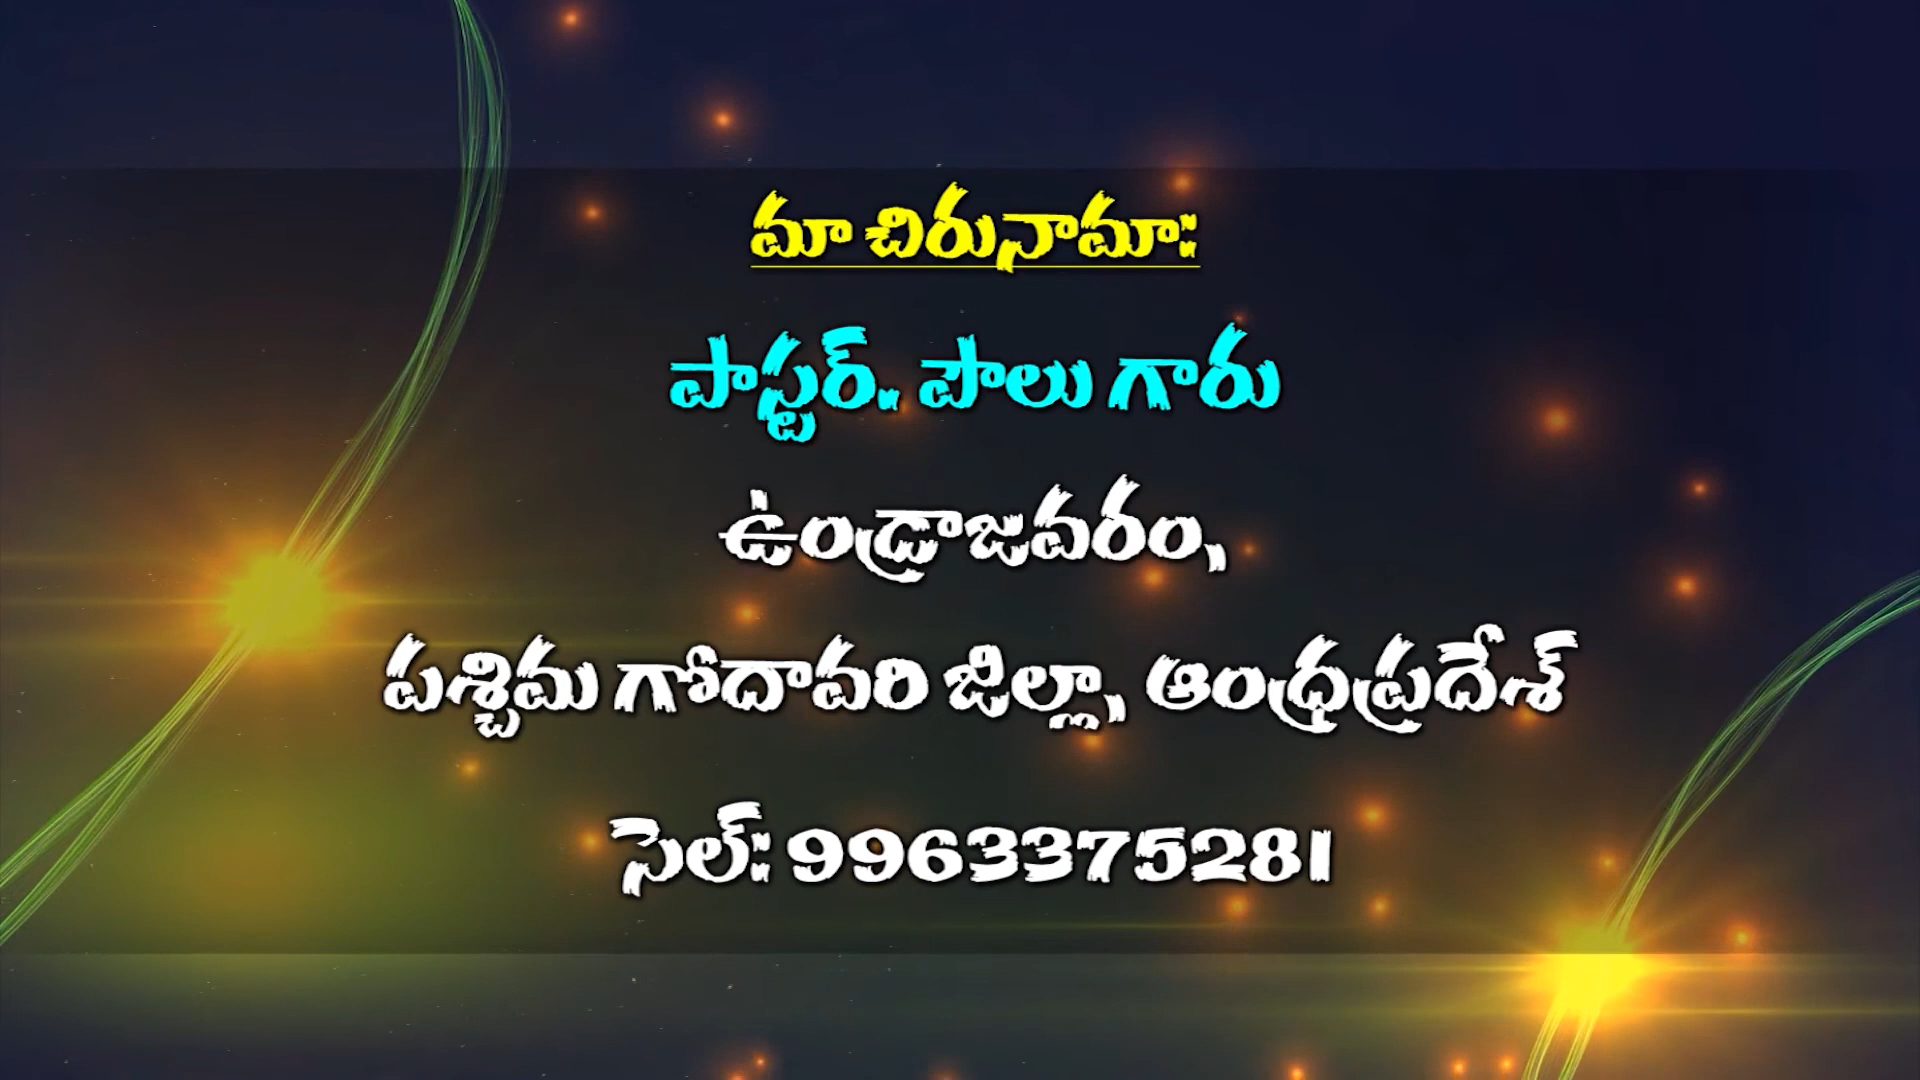 మా చిరునామా:
పాస్టర్. పౌలు గారు
ఉండ్రాజవరం,
పశ్చిమ గోదావరి జిల్లా, ఆంధ్రప్రదేశ్
సెల్: 9963375281